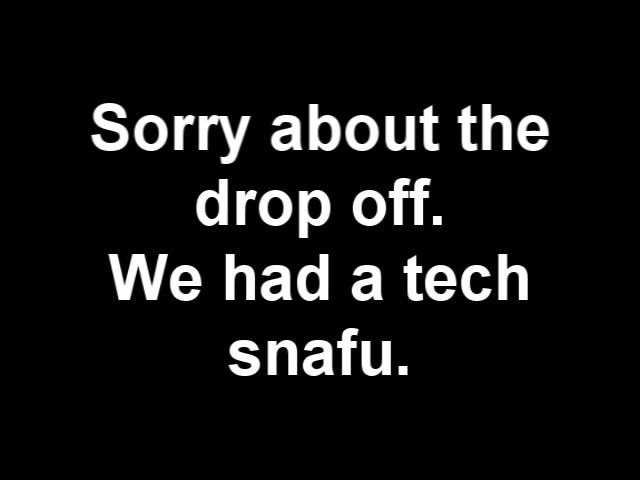 Sorry about the
drop off.
We had a tech
snafu.